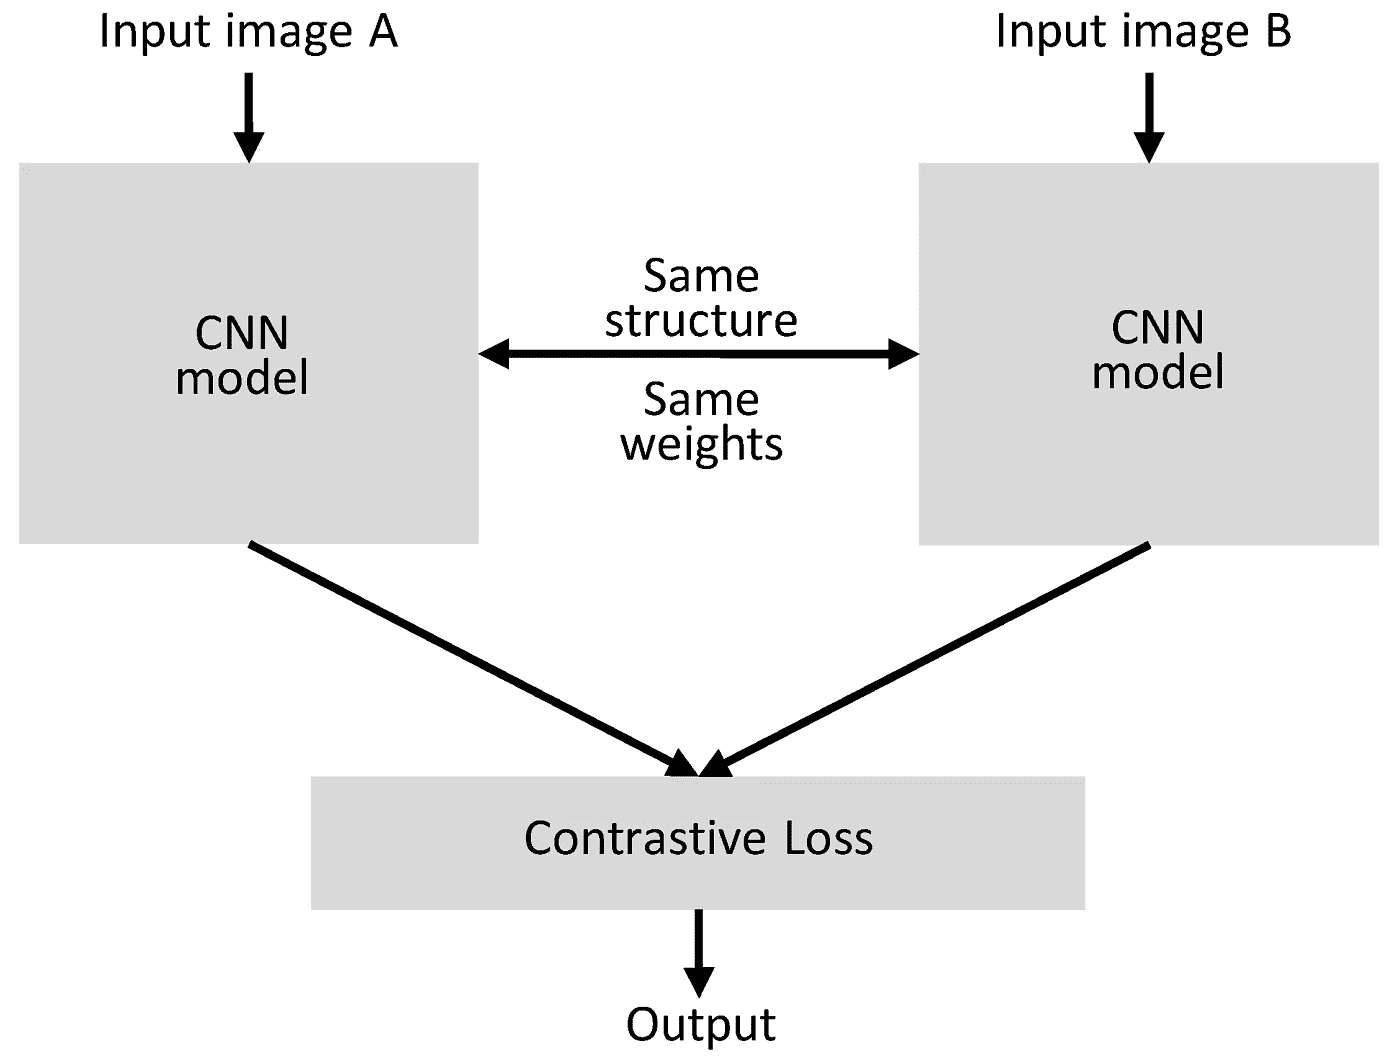 Input image A
Input image B
CNN
model
Same
structure
Same
weights
CNN
model
Contrastive Loss
Output